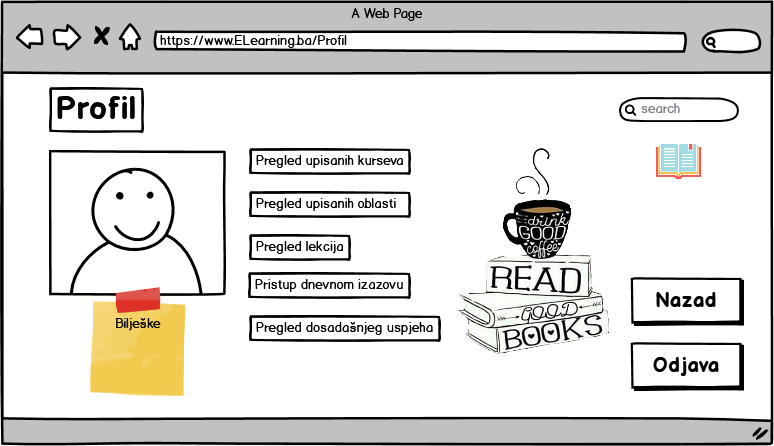 A Web Page
https://www.ELearning.ba/Profil
Profil
search
Pregled upisanih kurseva
Pregled upisanih oblasti
Pregled lekcija
Pristup dnevnom izazovu
Pregled dosadašnjeg uspjeha
Bilješke
drink
GOOD
coffee
READ
GOOD
BOOKS
Nazad
Odjava